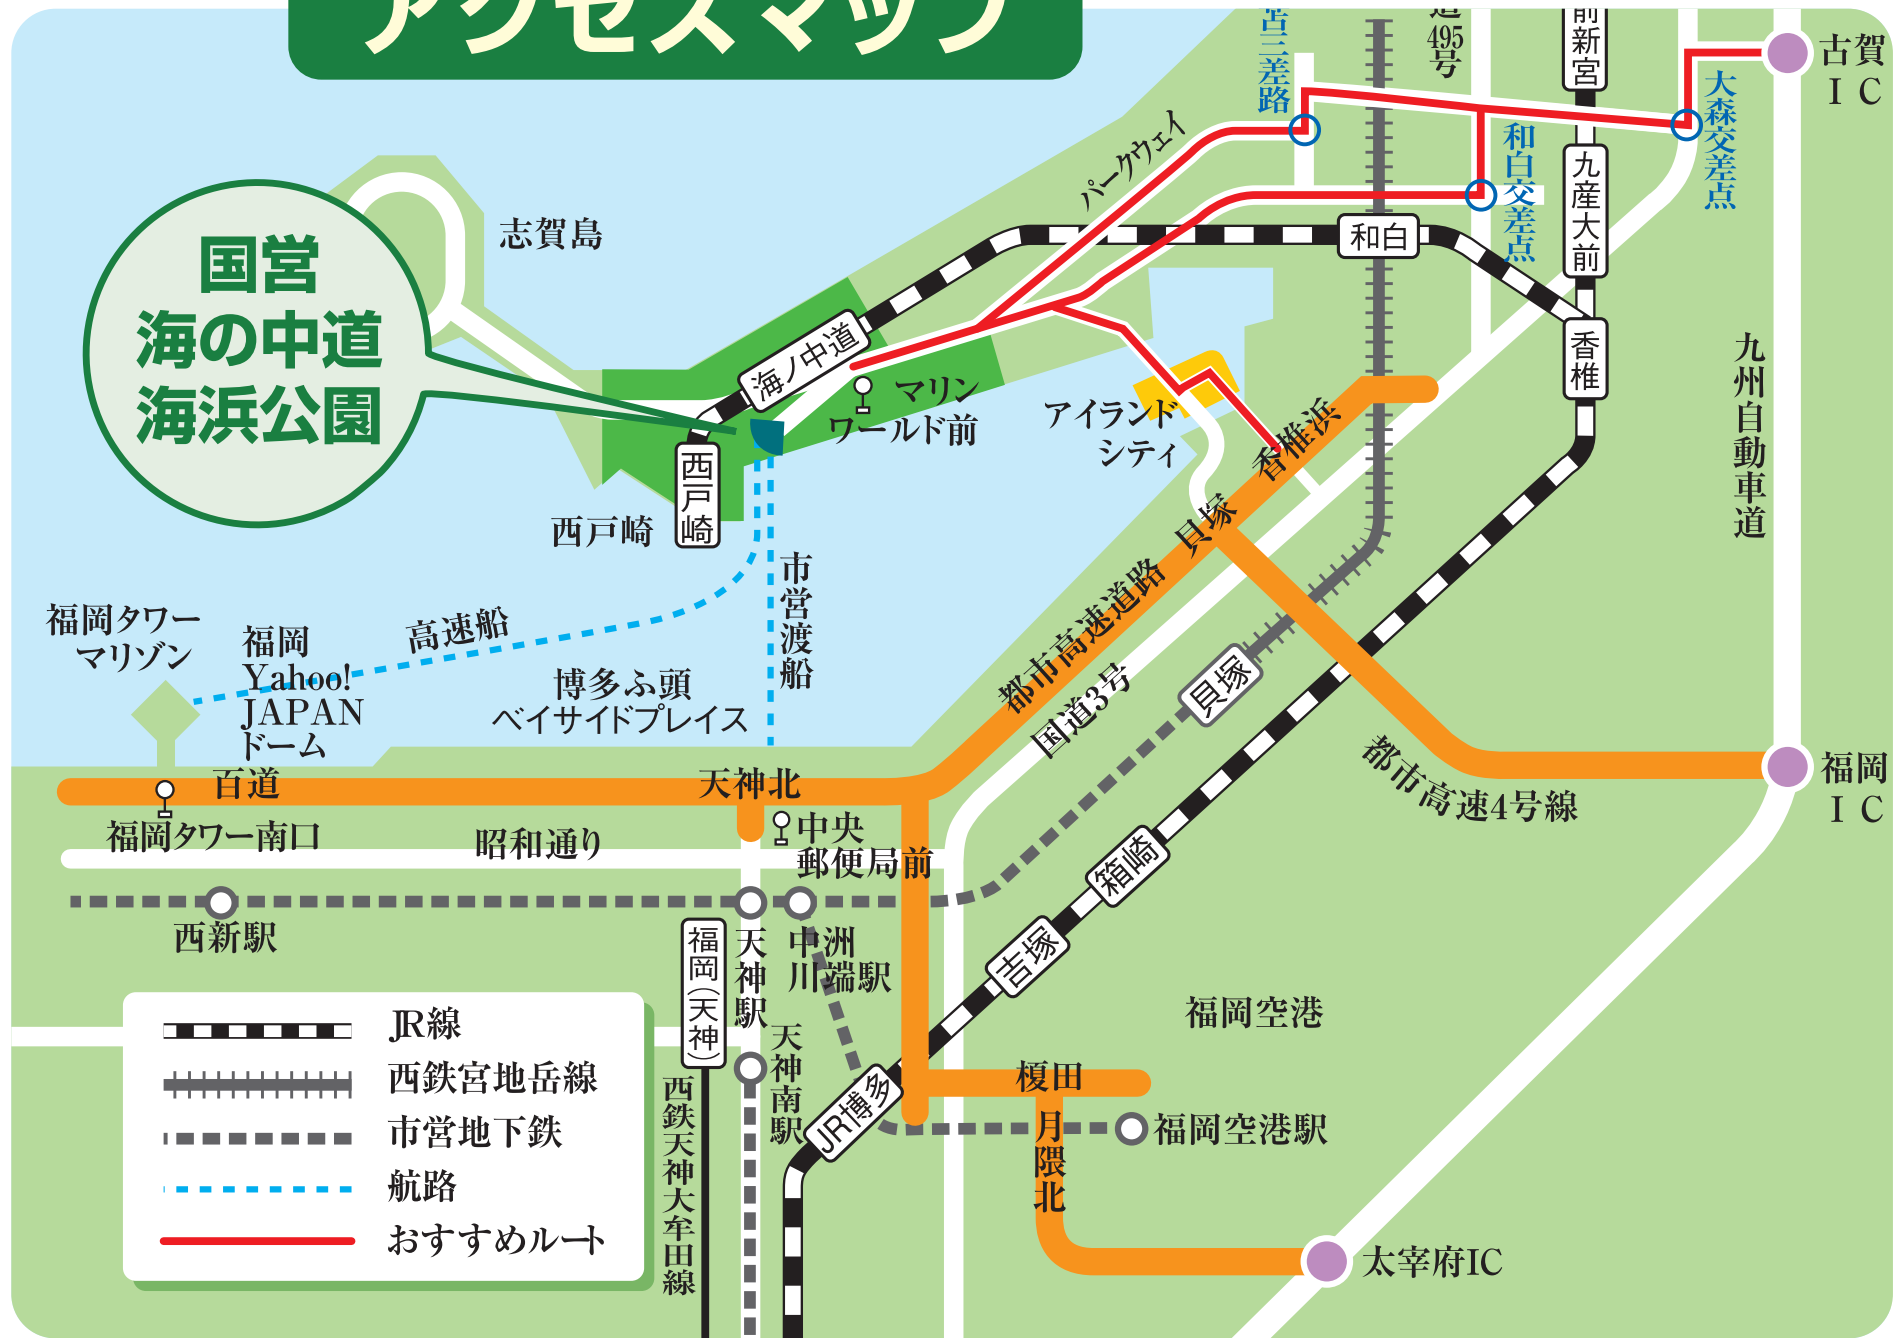 アクセスマップ
国営
海の中道
海浜公園
志賀島
パークウェイ
三差路
495
号
新宮
九産大前
和白交差点
大森交差点
古賀
IC
和白
香椎
海ノ中道
マリン
ワールド前
アイランド
シティ
香椎浜
貝塚
都市高速道路
国道3号
九州自動車道
西戸崎
西戸崎
市営渡船
高速船
福岡タワー
マリゾン
福岡
Yahoo!
JAPAN
ドーム
博多ふ頭
ベイサイドプレイス
百道
天神北
福岡タワー南口
昭和通り
中央
郵便局前
貝塚
都市高速4号線
福岡
IC
箱崎
吉塚
西新駅
天神駅
中洲
川端駅
福岡(天神)
天神南駅
西鉄天神大牟田線
JR博多
福岡空港
榎田
月隈北
福岡空港駅
太宰府IC
JR線
西鉄宮地岳線
市営地下鉄
航路
おすすめルート